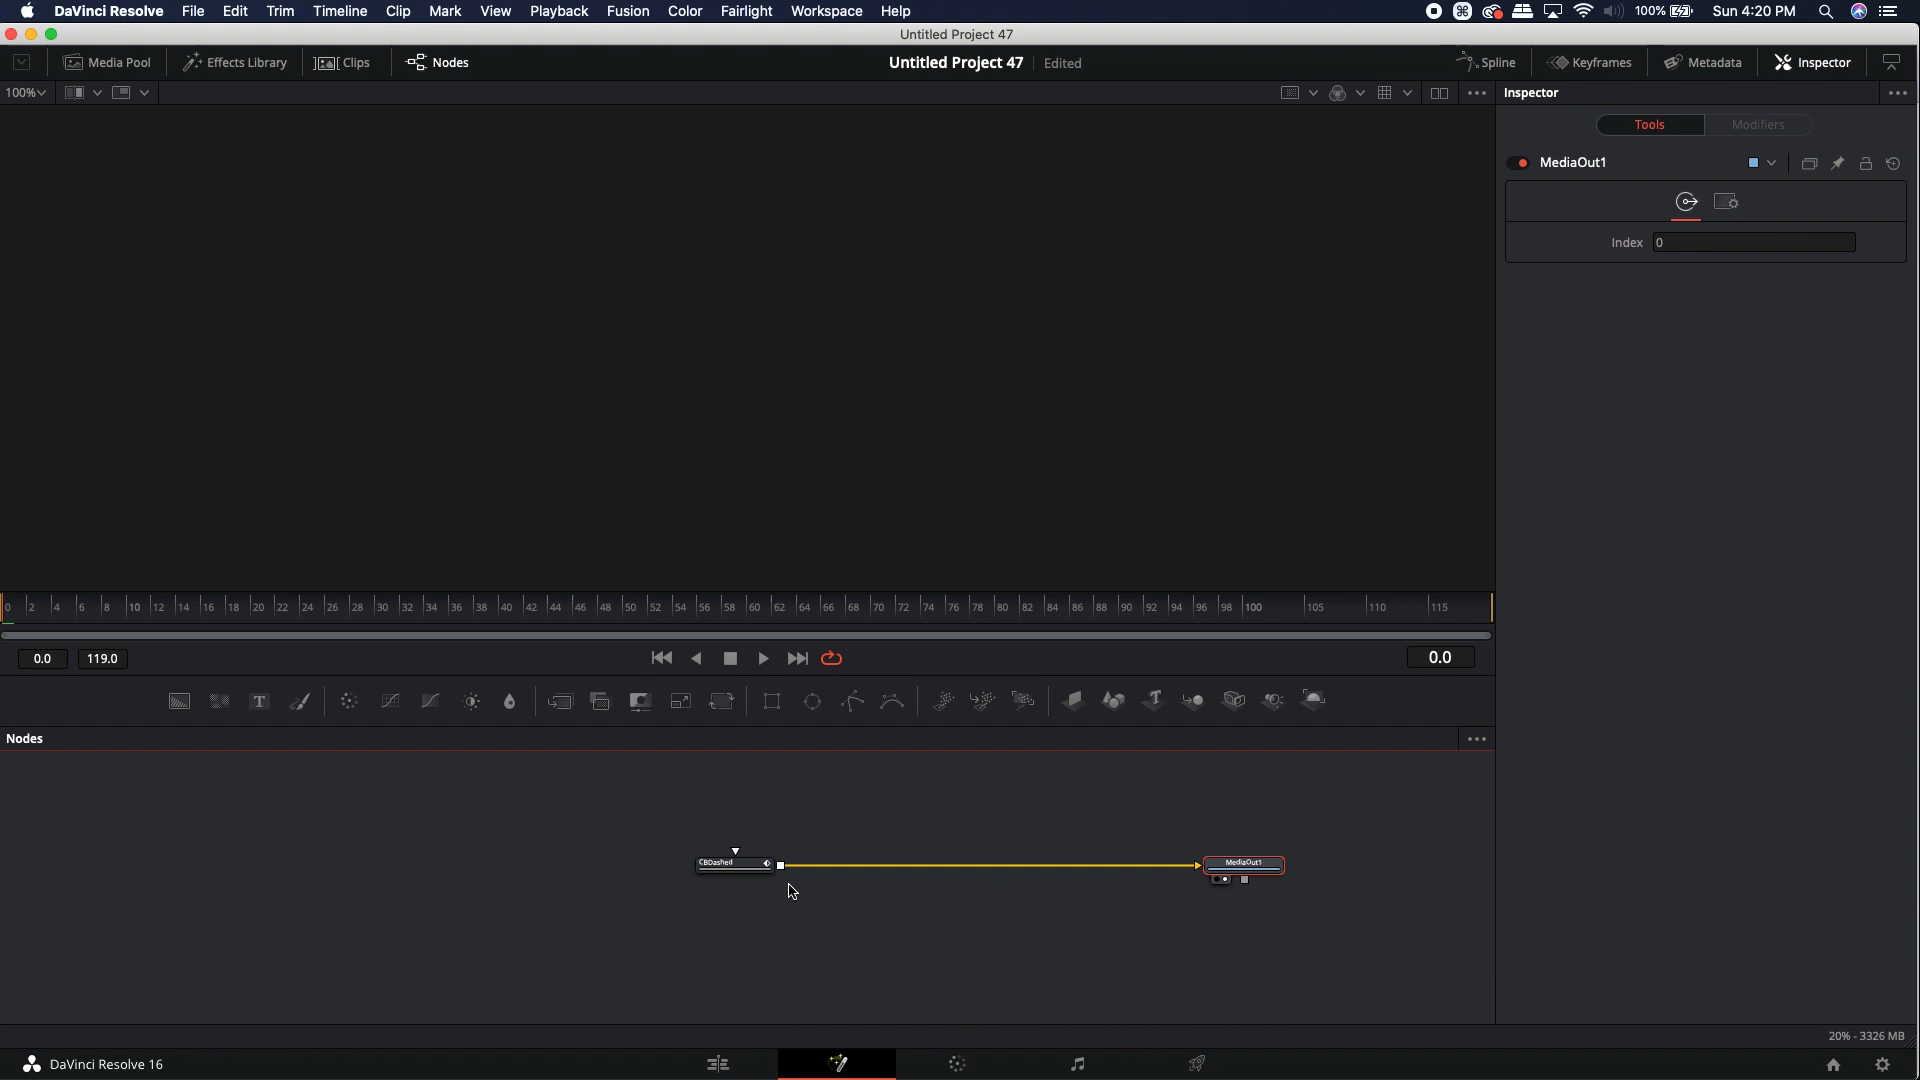 DaVinci Resolve File Edit Trim Timeline Clip Mark View Playback Fusion Color Fairlight Workspace Help 100% Sun 4:20 PM
Untitled Project 47
Media Pool Effects Library Clips Nodes Untitled Project 47 Edited Spline Keyframes Metadata Inspector
100% Inspector
Tools Modifiers
MediaOut1
Index 0
0 2 4 6 8 10 12 14 16 18 20 22 24 26 28 30 32 34 36 38 40 42 44 46 48 50 52 54 56 58 60 62 64 66 68 70 72 74 76 78 80 82 84 86 88 90 92 94 96 98 100 105 110 115
0.0 119.0 0.0
Nodes
CBDashed MediaOut1
20% - 3326 MB
DaVinci Resolve 16